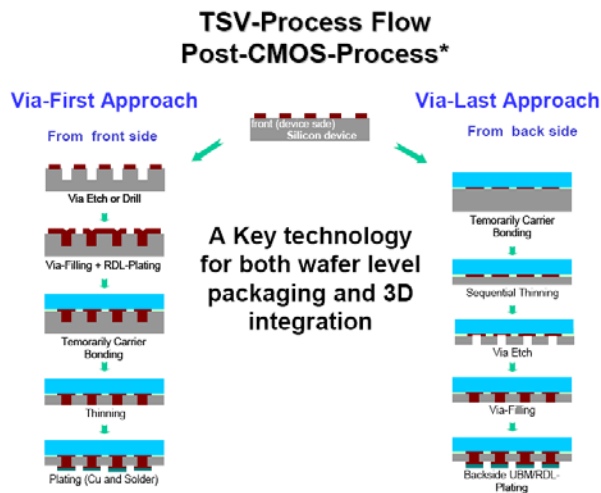 TSV-Process Flow
Post-CMOS-Process*
Via-First Approach
From front side
front (device side)
Silicon device
Via-Last Approach
From back side
Via Etch or Drill
Via-Filling + RDL-Plating
Temorarily Carrier
Bonding
Thinning
Plating (Cu and Solder)
A Key technology
for both wafer level
packaging and 3D
integration
Temorarily Carrier
Bonding
Sequential Thinning
Via Etch
Via-Filling
Backside UBM/RDL-
Plating